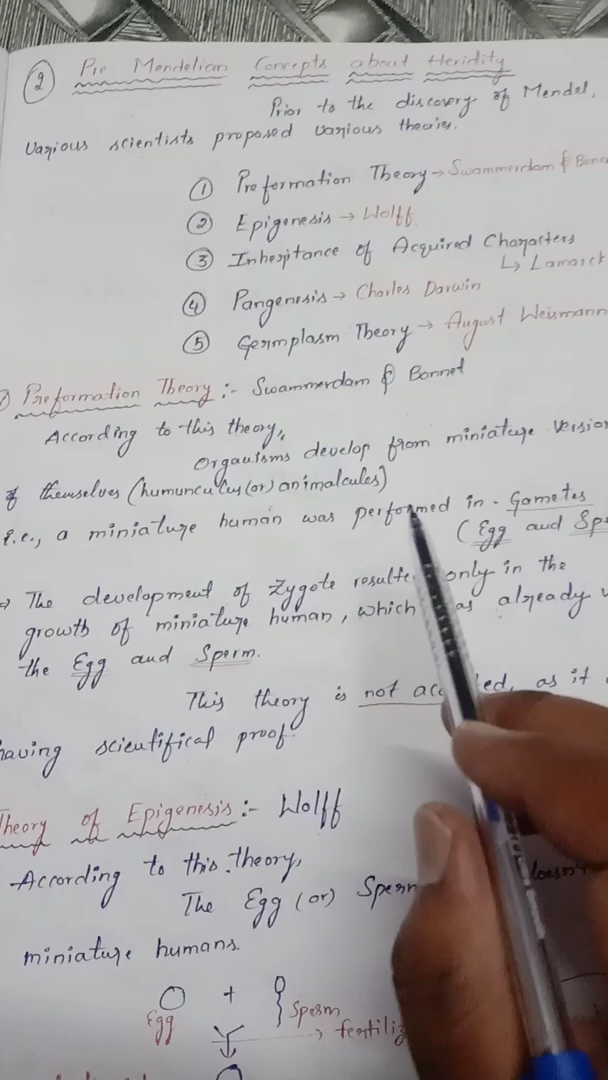 2
Pre Mendelian Concepts about Heridity
Prior to the discovery of Mendel,
Various scientists proposed various theories.
① Preformation Theory → Swammerdam & Bonn
② Epigenesis → Wolff
③ Inheritance of Acquired Characters
↳ Lamarck
④ Pangenesis → Charles Darwin
⑤ Germplasm Theory → August Weismann
Preformation Theory :- Swammerdam & Bonnet
According to this theory,
Organisms develop from miniature version
of themselves (humunculus (or) animalcules)
i.e., a miniature human was performed in - Gametes
(Egg and Sp
⇒ The development of Zygote resulte only in the
growth of miniature human, which as already
the Egg and Sperm.
This theory is not acc ed, as it
having scientifical proof.
Theory of Epigenesis :- Wolff
According to this theory,
The Egg (or) Sperm doesn't
miniature humans.
Egg + Sperm
→ fertiliz